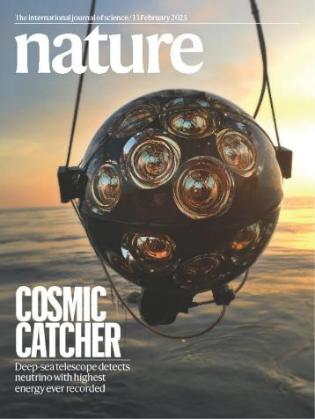 The international journal of science / 13 February 2025
nature
COSMIC
CATCHER
Deep-sea telescope detects
neutrino with highest
energy ever recorded